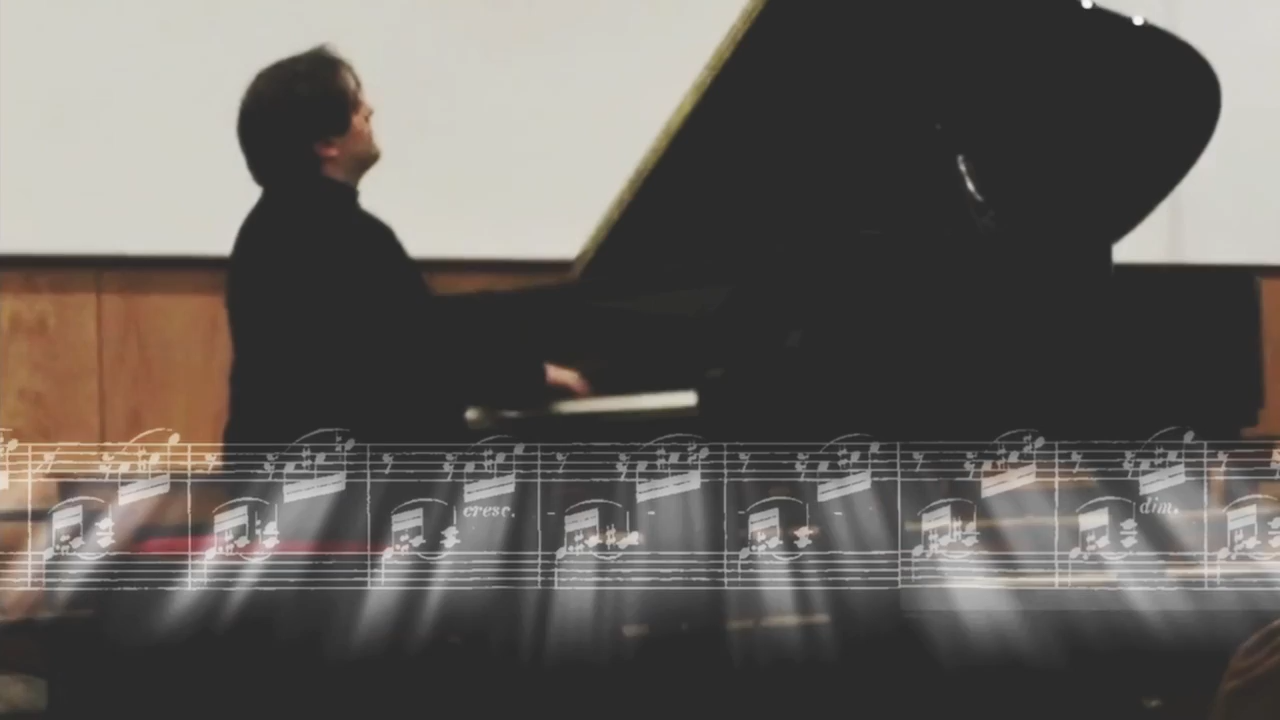 cresc. - - -
dim.